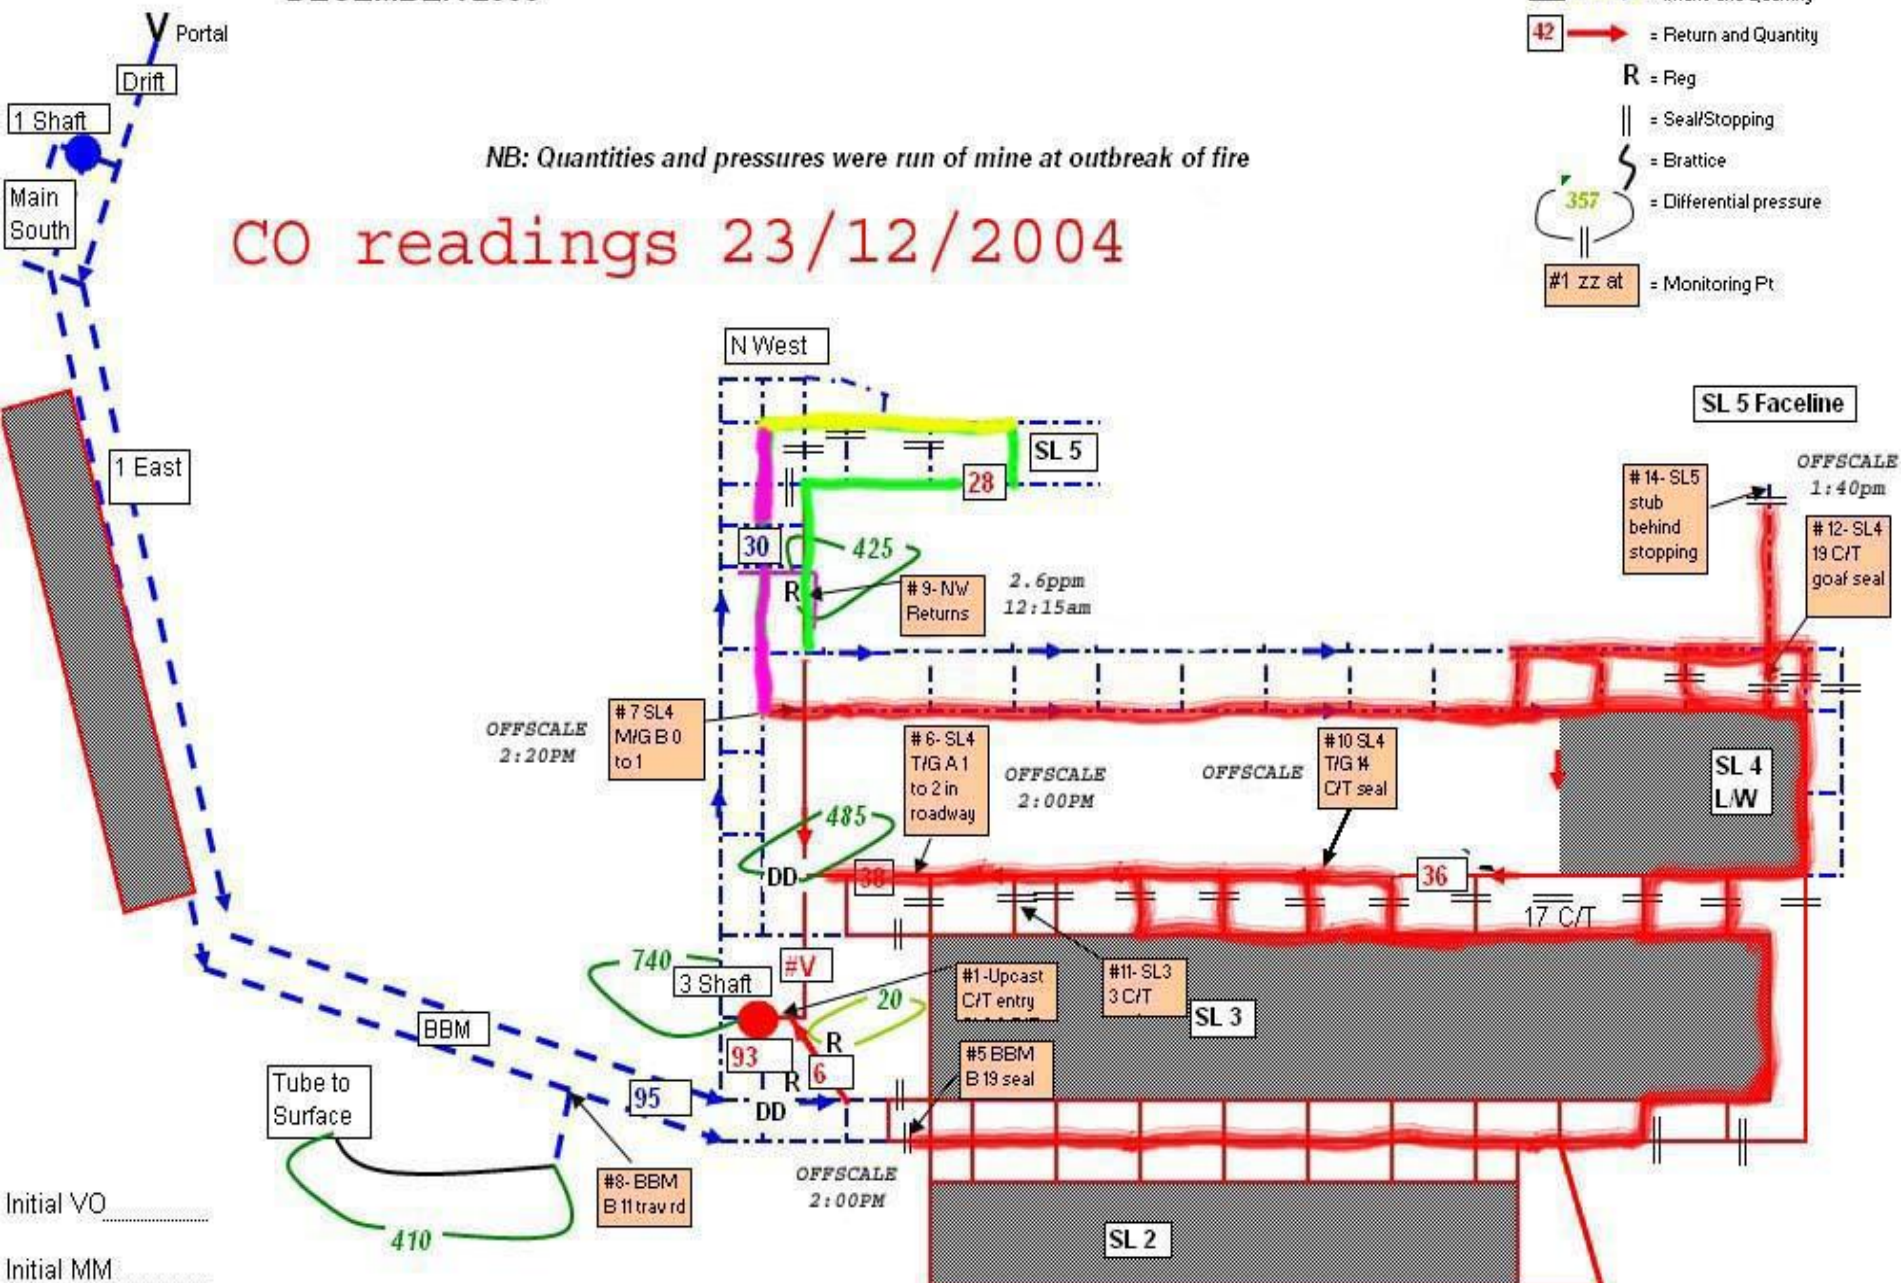 V Portal
Drift
1 Shaft
Main
South
1 East
NB: Quantities and pressures were run of mine at outbreak of fire
CO readings 23/12/2004
42
= Return and Quantity
R = Reg
= Seal/Stopping
= Brattice
357
= Differential pressure
#1 zz at
= Monitoring Pt
N West
SL 5
28
30
425
R
# 9- NW
Returns
2.6ppm
12:15am
SL 5 Faceline
# 14- SL5
stub
behind
stopping
OFFSCALE
1:40pm
# 12- SL4
19 C/T
goaf seal
OFFSCALE
2:20PM
# 7 SL4
M/G B 0
to 1
# 6- SL4
T/G A 1
to 2 in
roadway
OFFSCALE
2:00PM
OFFSCALE
#10 SL4
T/G 14
C/T seal
SL 4
L/W
485
DD
38
36
17 C/T
740
3 Shaft
#V
#1-Upcast
C/T entry
#11- SL3
3 C/T
SL 3
20
R
93
6
R
DD
#5 BBM
B 19 seal
BBM
95
Tube to
Surface
#8- BBM
B 11 trav rd
OFFSCALE
2:00PM
410
SL 2
Initial VO
Initial MM